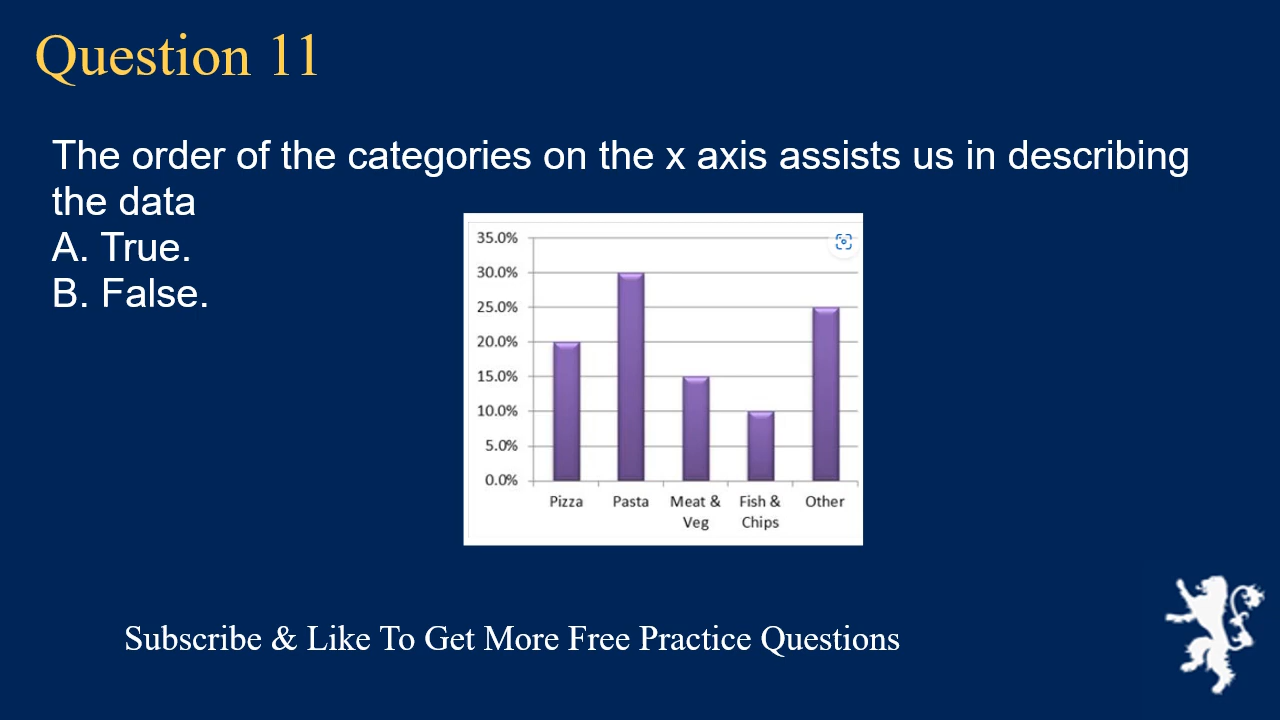 Question 11
The order of the categories on the x axis assists us in describing
the data
A. True.
B. False.
35.0%
30.0%
25.0%
20.0%
15.0%
10.0%
5.0%
0.0%
Pizza Pasta Meat & Fish & Other
Veg Chips
Subscribe & Like To Get More Free Practice Questions